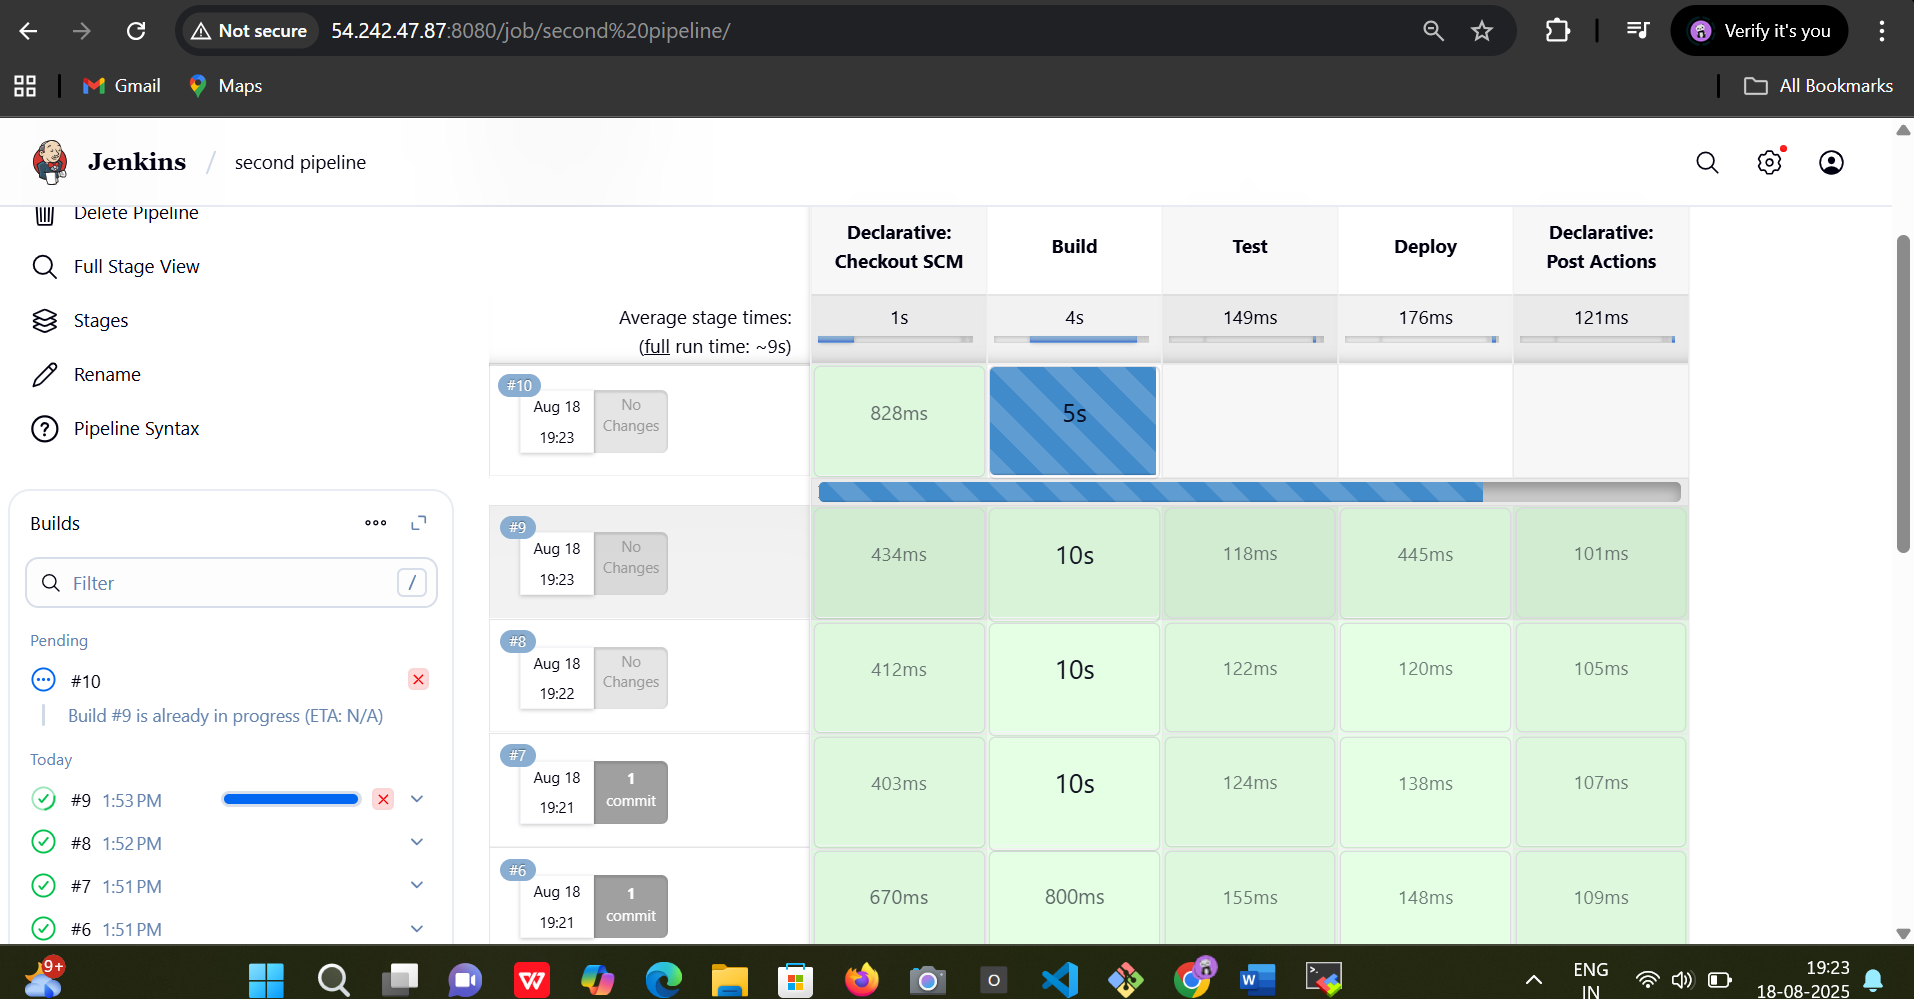 Not secure
54.242.47.87:8080/job/second%20pipeline/
Verify it's you
Gmail
Maps
All Bookmarks
Jenkins / second pipeline
Delete Pipeline
Full Stage View
Stages
Rename
Pipeline Syntax
Builds
Filter
/
Pending
#10
Build #9 is already in progress (ETA: N/A)
Today
#9 1:53 PM
#8 1:52 PM
#7 1:51 PM
#6 1:51 PM
Declarative:
Checkout SCM
Build
Test
Deploy
Declarative:
Post Actions
Average stage times:
(full run time: ~9s)
1s
4s
149ms
176ms
121ms
#10
Aug 18
19:23
No
Changes
828ms
5s
#9
Aug 18
19:23
No
Changes
434ms
10s
118ms
445ms
101ms
#8
Aug 18
19:22
No
Changes
412ms
10s
122ms
120ms
105ms
#7
Aug 18
19:21
1
commit
403ms
10s
124ms
138ms
107ms
#6
Aug 18
19:21
1
commit
670ms
800ms
155ms
148ms
109ms
9+
ENG
IN
19:23
18-08-2025